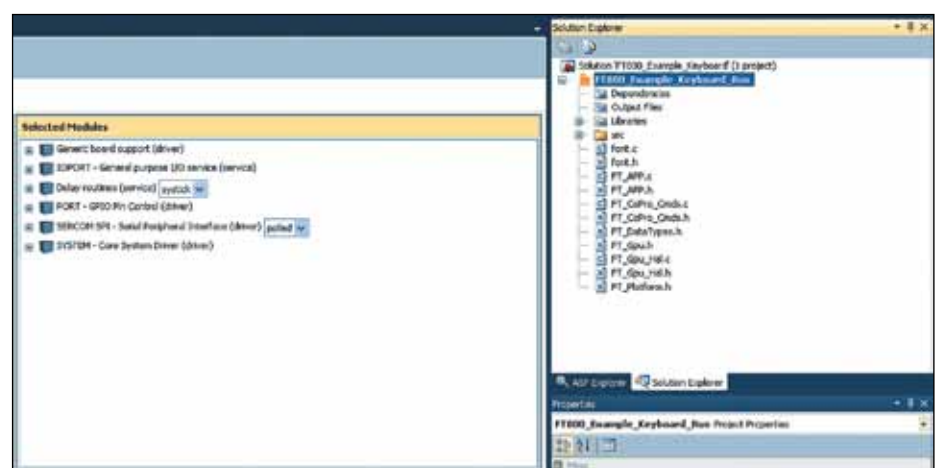 Selected Modules
Generic board support (driver)
IOPORT - General purpose I/O service (service)
Delay routines (service) systick
PORT - GPIO Pin Control (driver)
SERCOM SPI - Serial Peripheral Interface (driver) polled
SYSTEM - Core System Driver (driver)
Solution Explorer
Solution 'FT800_Example_Keyboard' (1 project)
FT800_Example_Keyboard_Run
Dependencies
Output Files
Libraries
src
font.c
font.h
FT_APP.c
FT_APP.h
FT_CoPro_Cmds.c
FT_CoPro_Cmds.h
FT_DataTypes.h
FT_Gpu.h
FT_Gpu_Hal.c
FT_Gpu_Hal.h
FT_Platform.h
ASF Explorer
Solution Explorer
Properties
FT800_Example_Keyboard_Run Project Properties